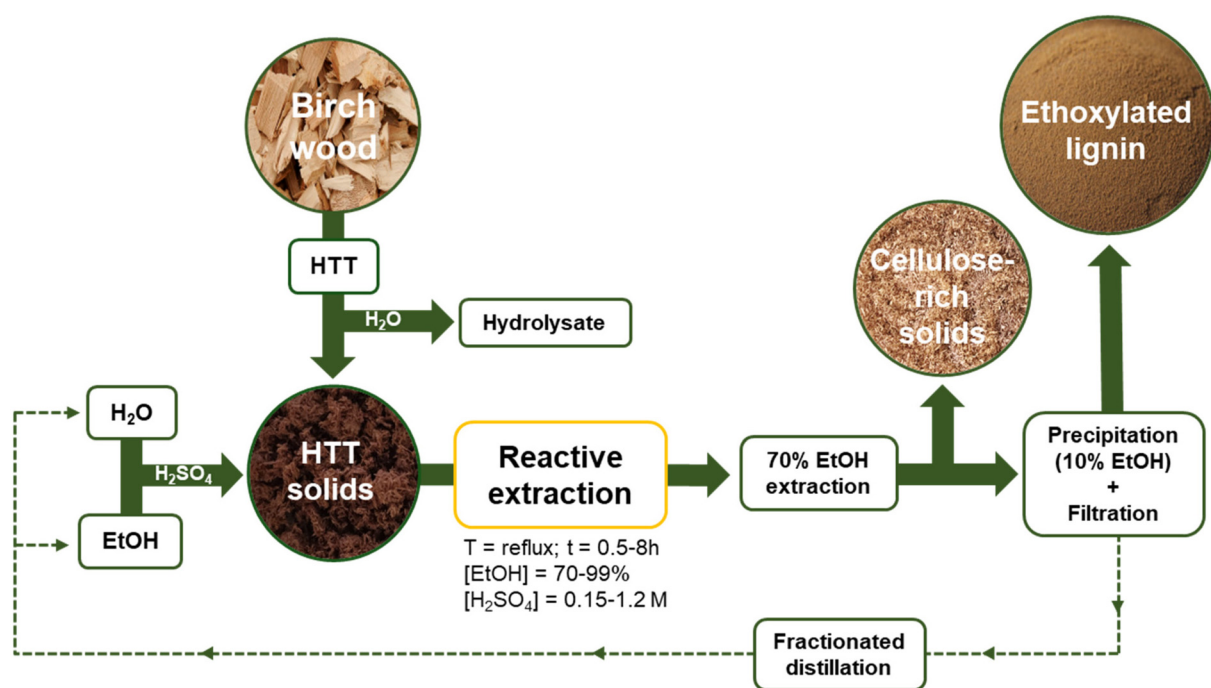 Birch
wood
HTT
H₂O
Hydrolysate
H₂O
H₂SO₄
EtOH
HTT
solids
Reactive
extraction
T = reflux; t = 0.5-8h
[EtOH] = 70-99%
[H₂SO₄] = 0.15-1.2 M
70% EtOH
extraction
Cellulose-
rich
solids
Ethoxylated
lignin
Precipitation
(10% EtOH)
+
Filtration
Fractionated
distillation